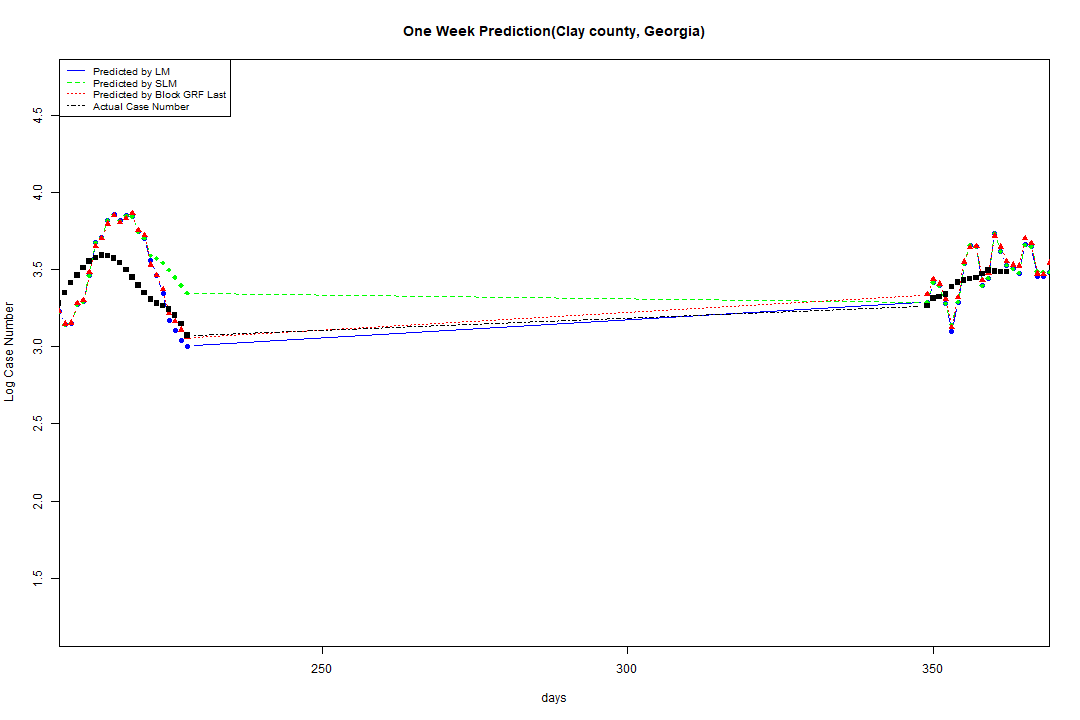 One Week Prediction(Clay county, Georgia)
Predicted by LM
Predicted by SLM
Predicted by Block GRF Last
Actual Case Number
4.5
4.0
3.5
3.0
2.5
2.0
1.5
Log Case Number
250
300
350
days